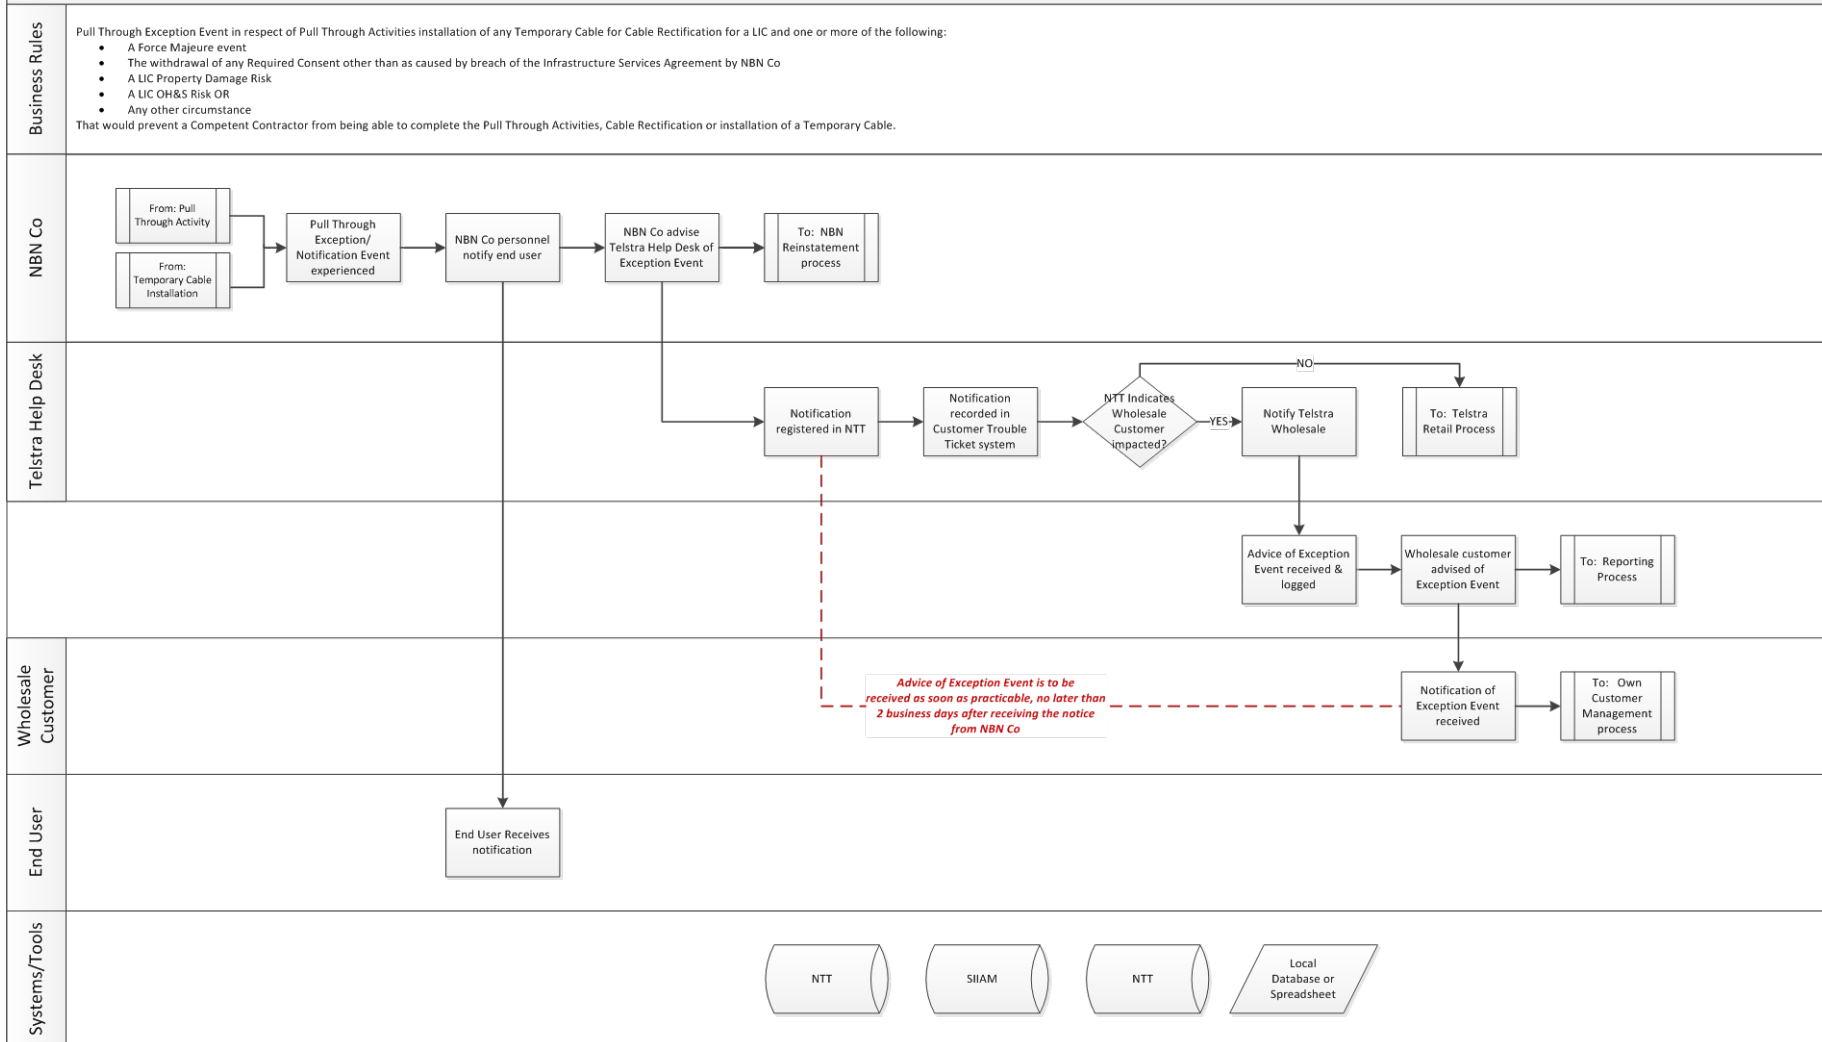 Business Rules
Pull Through Exception Event in respect of Pull Through Activities installation of any Temporary Cable for Cable Rectification for a LIC and one or more of the following:
• A Force Majeure event
• The withdrawal of any Required Consent other than as caused by breach of the Infrastructure Services Agreement by NBN Co
• A LIC Property Damage Risk
• A LIC OH&S Risk OR
• Any other circumstance
That would prevent a Competent Contractor from being able to complete the Pull Through Activities, Cable Rectification or installation of a Temporary Cable.
NBN Co
From: Pull
Through Activity
From:
Temporary Cable
Installation
Pull Through
Exception/
Notification Event
experienced
NBN Co personnel
notify end user
NBN Co advise
Telstra Help Desk of
Exception Event
To: NBN
Reinstatement
process
Telstra Help Desk
Notification
registered in NTT
Notification
recorded in
Customer Trouble
Ticket system
NTT Indicates
Wholesale
Customer
impacted?
NO
YES
Notify Telstra
Wholesale
To: Telstra
Retail Process
Advice of Exception
Event received &
logged
Wholesale customer
advised of
Exception Event
To: Reporting
Process
Wholesale
Customer
Advice of Exception Event is to be
received as soon as practicable, no later than
2 business days after receiving the notice
from NBN Co
Notification of
Exception Event
received
To: Own
Customer
Management
process
End User
End User Receives
notification
Systems/Tools
NTT
SIIAM
NTT
Local
Database or
Spreadsheet